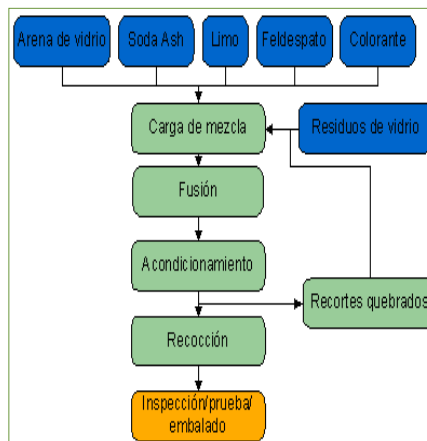 Arena de vidrio
Soda Ash
Limo
Feldespato
Colorante
Carga de mezcla
Residuos de vidrio
Fusión
Acondicionamiento
Recortes quebrados
Recocción
Inspección/prueba/
embalado